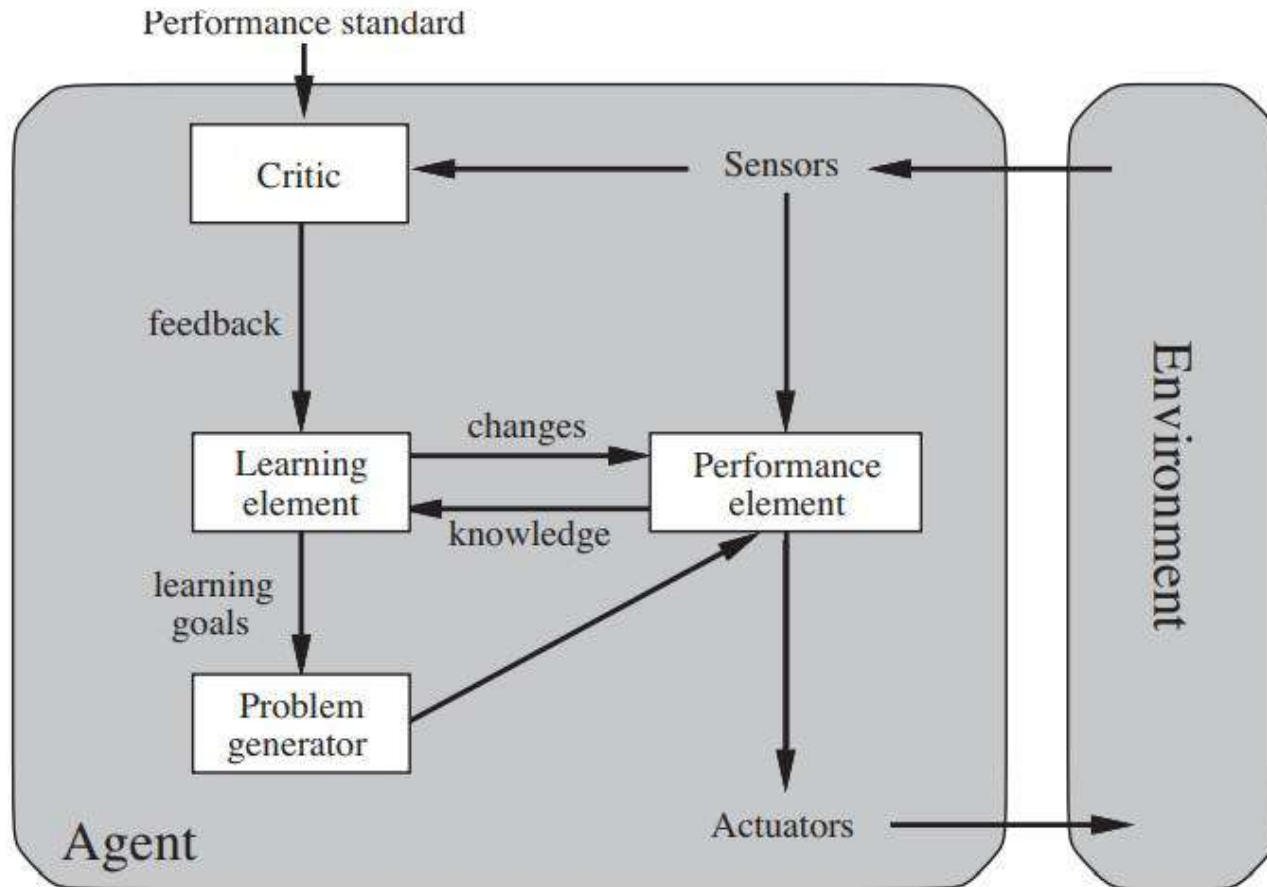 Performance standard
Critic
Sensors
feedback
changes
Learning
element
Performance
element
knowledge
learning
goals
Problem
generator
Agent
Actuators
Environment